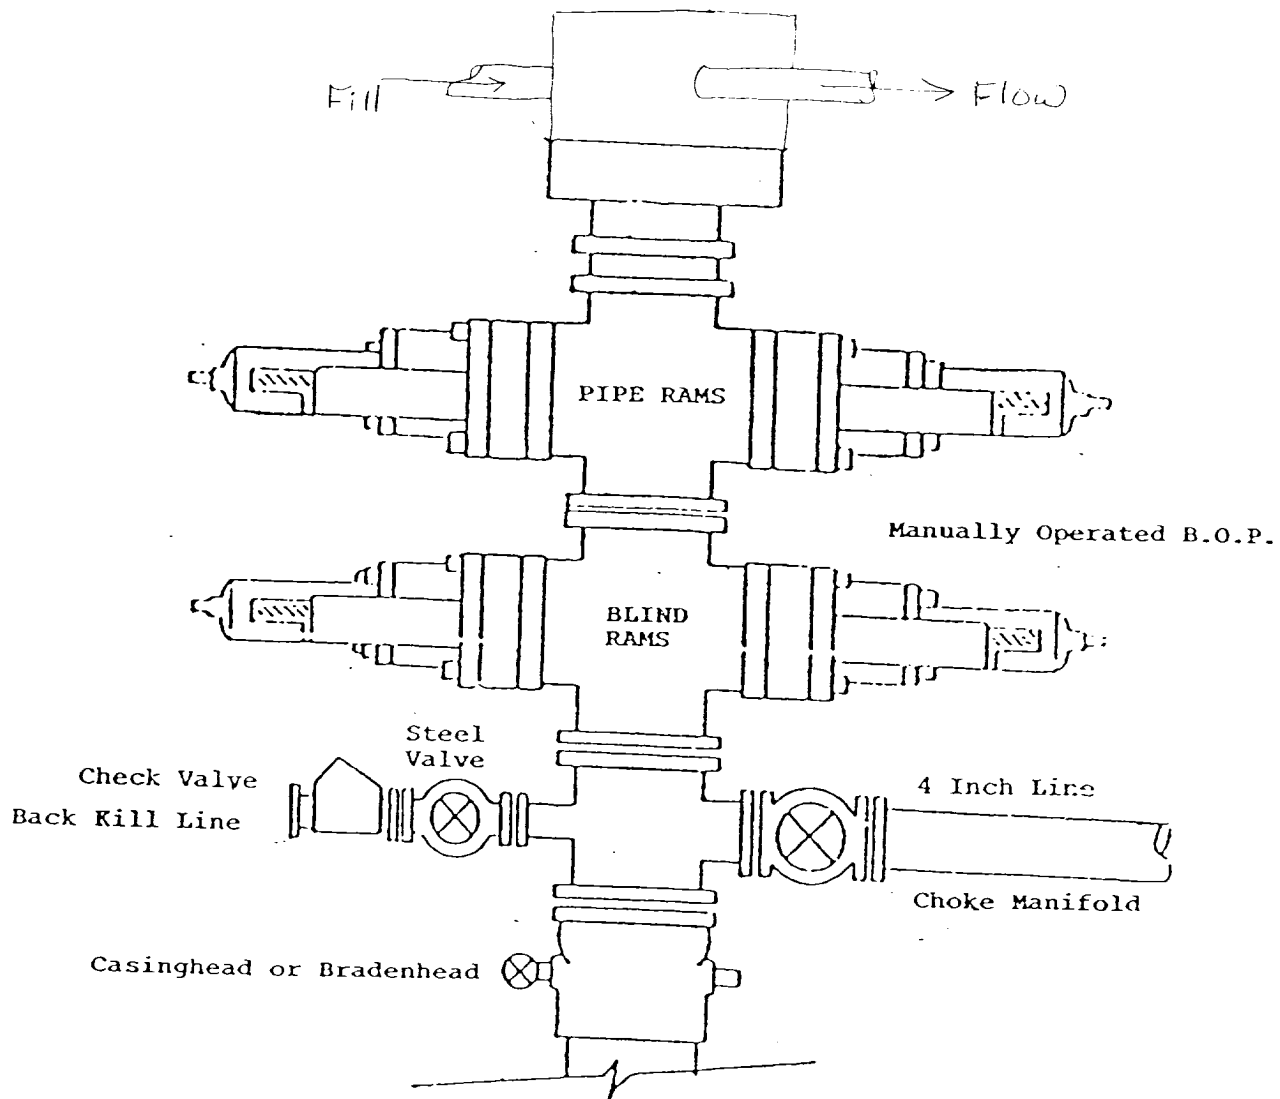 Fill
Flow
PIPE RAMS
Manually Operated B.O.P.
BLIND
RAMS
Steel
Valve
Check Valve
Back Kill Line
4 Inch Line
Choke Manifold
Casinghead or Bradenhead